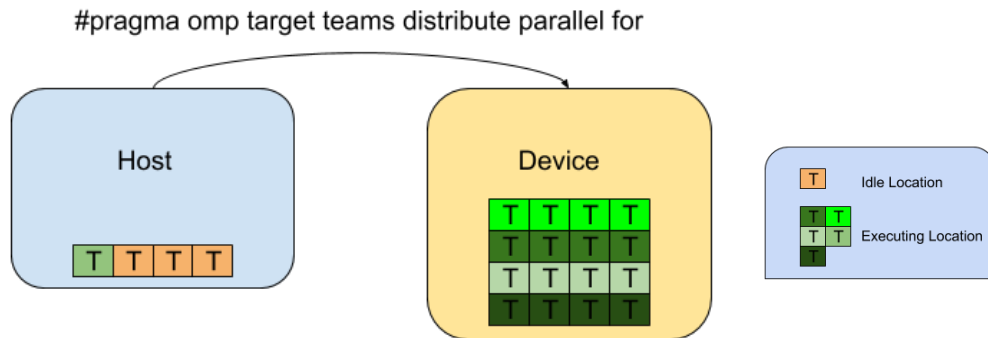 #pragma omp target teams distribute parallel for
Host
Device
T T T T
T T T T
T T T T
T T T T
T T T T
T Idle Location
T T
T T Executing Location
T